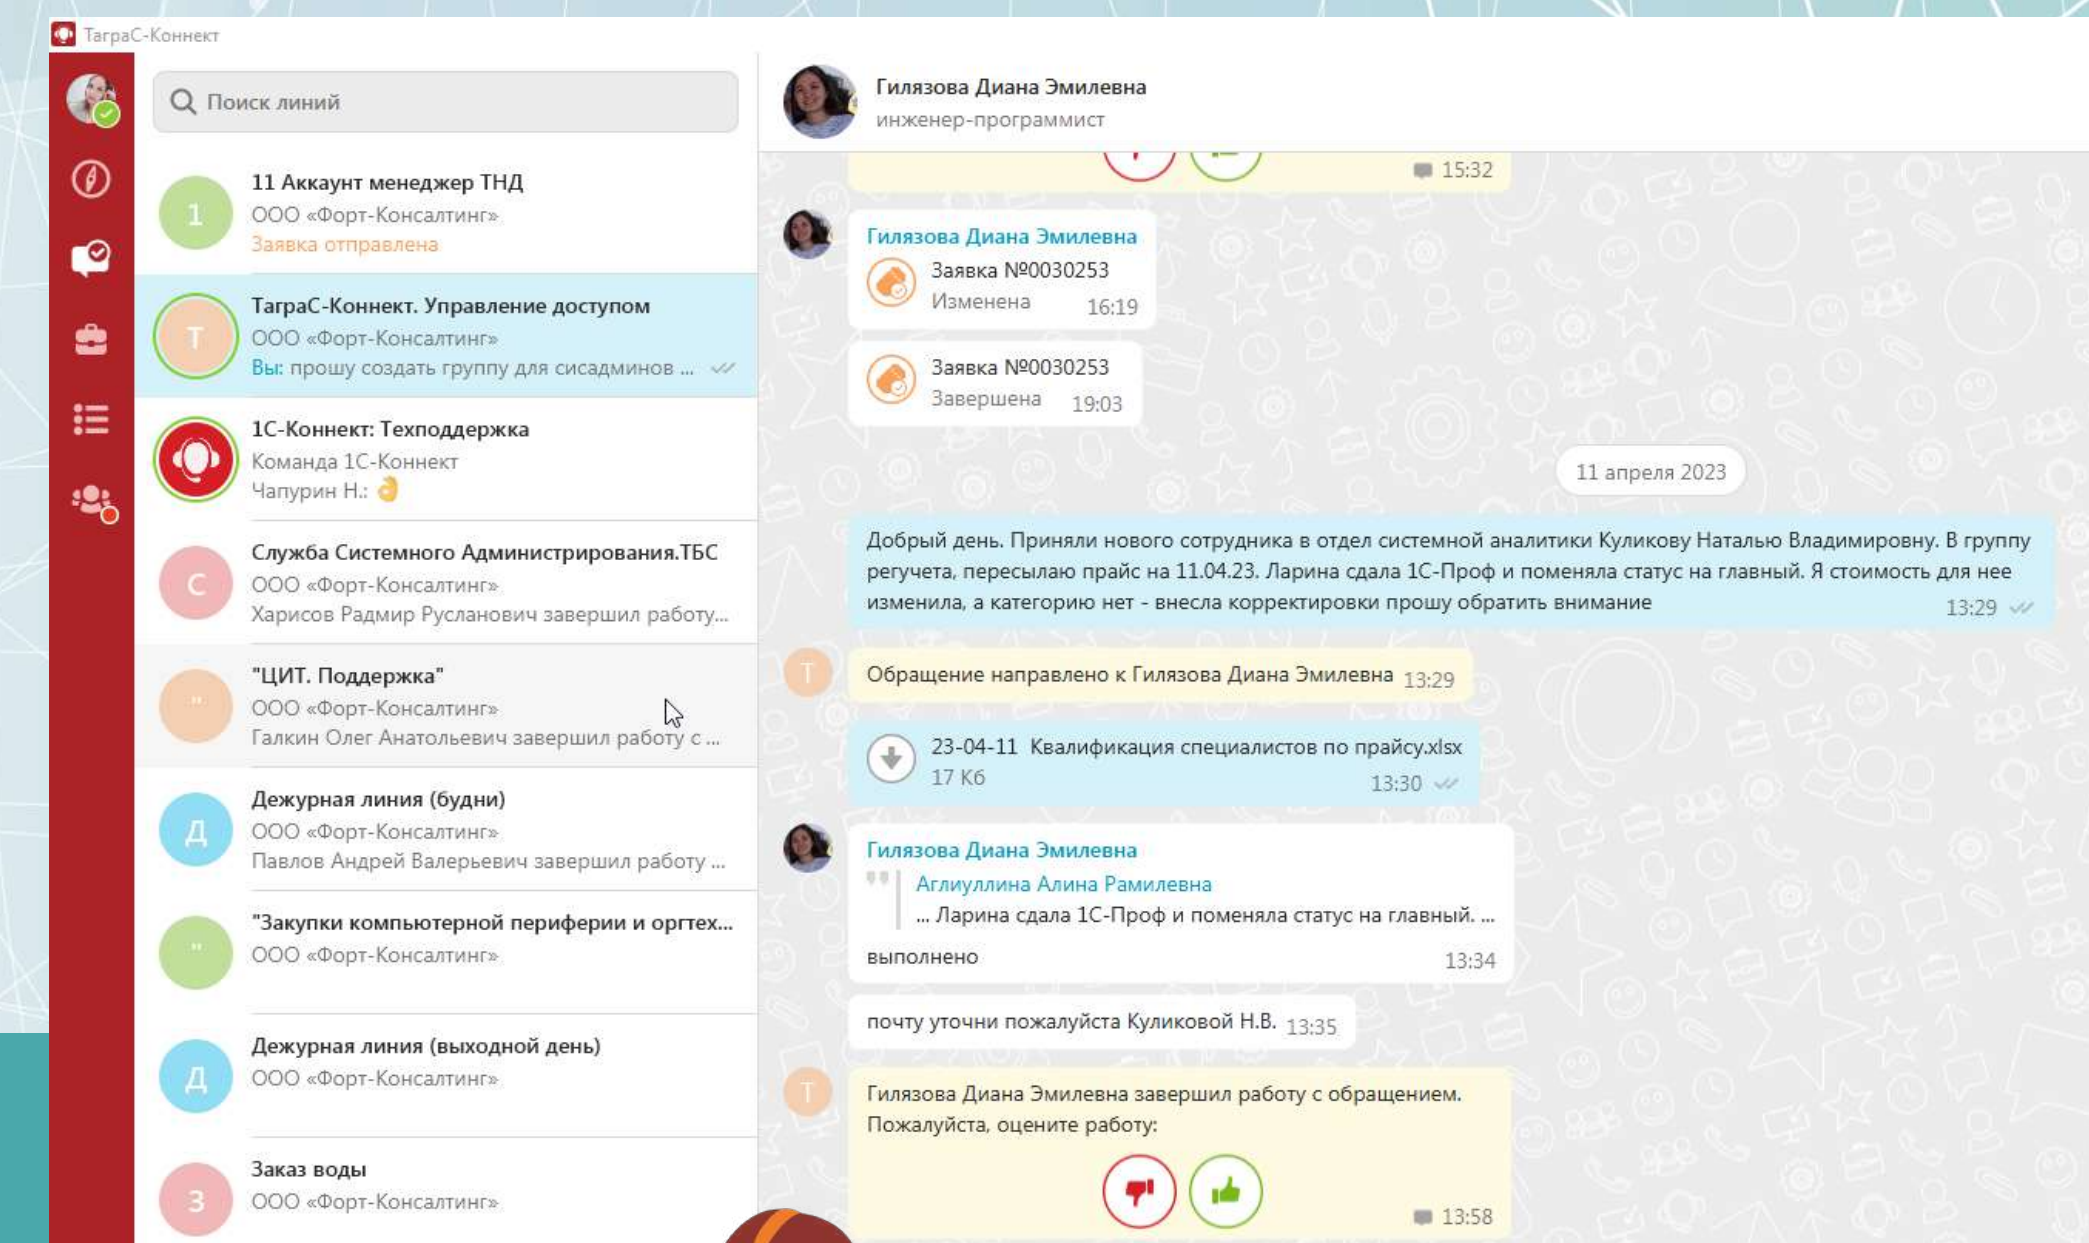 ТаграС-Коннект
Поиск линий
11 Аккаунт менеджер ТНД
ООО «Форт-Консалтинг»
Заявка отправлена
1
ТаграС-Коннект. Управление доступом
ООО «Форт-Консалтинг»
Вы: прошу создать группу для сисадминов ...
Т
1С-Коннект: Техподдержка
Команда 1С-Коннект
Чапурин Н.: 👌
Служба Системного Администрирования.ТБС
ООО «Форт-Консалтинг»
Харисов Радмир Русланович завершил работу...
С
"ЦИТ. Поддержка"
ООО «Форт-Консалтинг»
Галкин Олег Анатольевич завершил работу с ...
"
Дежурная линия (будни)
ООО «Форт-Консалтинг»
Павлов Андрей Валерьевич завершил работу ...
Д
"Закупки компьютерной периферии и оргтех...
ООО «Форт-Консалтинг»
"
Дежурная линия (выходной день)
ООО «Форт-Консалтинг»
Д
Заказ воды
ООО «Форт-Консалтинг»
З
Гилязова Диана Эмилевна
инженер-программист
15:32
Гилязова Диана Эмилевна
Заявка №0030253
Изменена 16:19
Заявка №0030253
Завершена 19:03
11 апреля 2023
Добрый день. Приняли нового сотрудника в отдел системной аналитики Куликову Наталью Владимировну. В группу
регучета, пересылаю прайс на 11.04.23. Ларина сдала 1С-Проф и поменяла статус на главный. Я стоимость для нее
изменила, а категорию нет - внесла корректировки прошу обратить внимание 13:29
Т
Обращение направлено к Гилязова Диана Эмилевна 13:29
23-04-11 Квалификация специалистов по прайсу.xlsx
17 Кб 13:30
Гилязова Диана Эмилевна
Аглиуллина Алина Рамилевна
... Ларина сдала 1С-Проф и поменяла статус на главный. ...
выполнено 13:34
почту уточни пожалуйста Куликовой Н.В. 13:35
Т
Гилязова Диана Эмилевна завершил работу с обращением.
Пожалуйста, оцените работу:
13:58